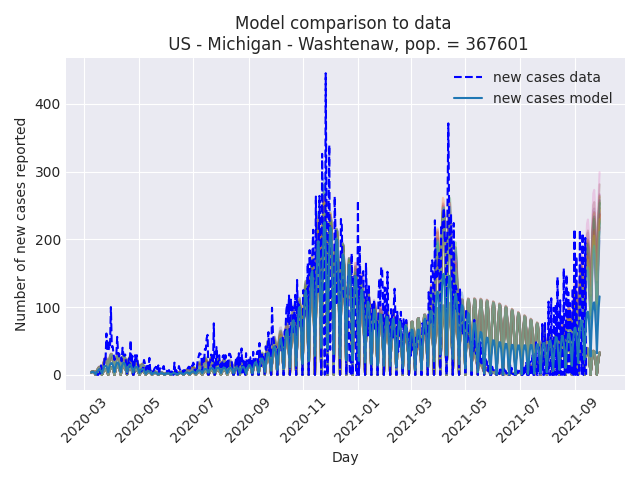 Model comparison to data
US - Michigan - Washtenaw, pop. = 367601
new cases data
new cases model
Number of new cases reported
400
300
200
100
0
2020-03
2020-05
2020-07
2020-09
2020-11
2021-01
2021-03
2021-05
2021-07
2021-09
Day